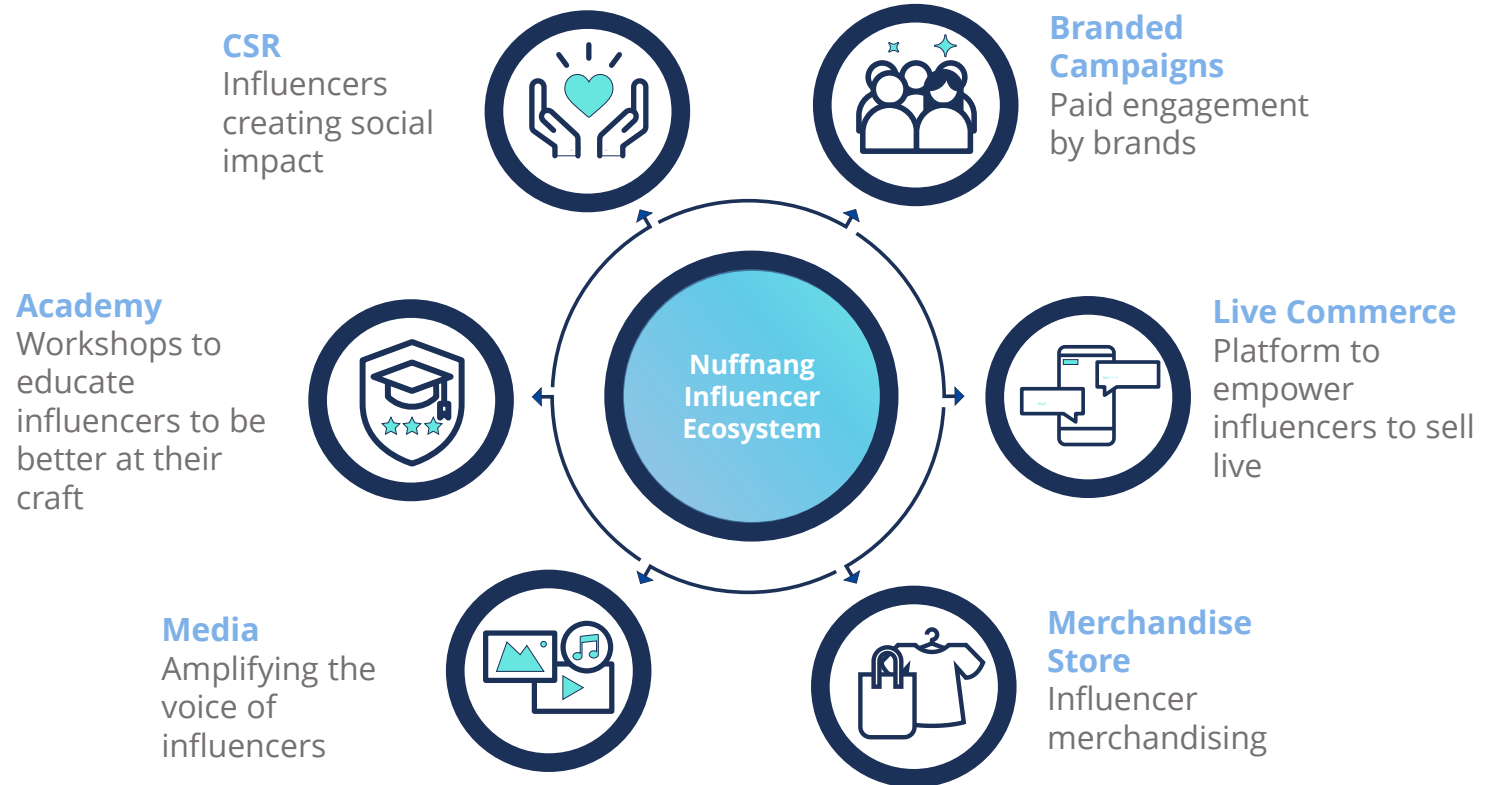 CSR
Influencers
creating social
impact
Branded
Campaigns
Paid engagement
by brands
Academy
Workshops to
educate
influencers to be
better at their
craft
Nuffnang
Influencer
Ecosystem
Live Commerce
Platform to
empower
influencers to sell
live
Media
Amplifying the
voice of
influencers
Merchandise
Store
Influencer
merchandising